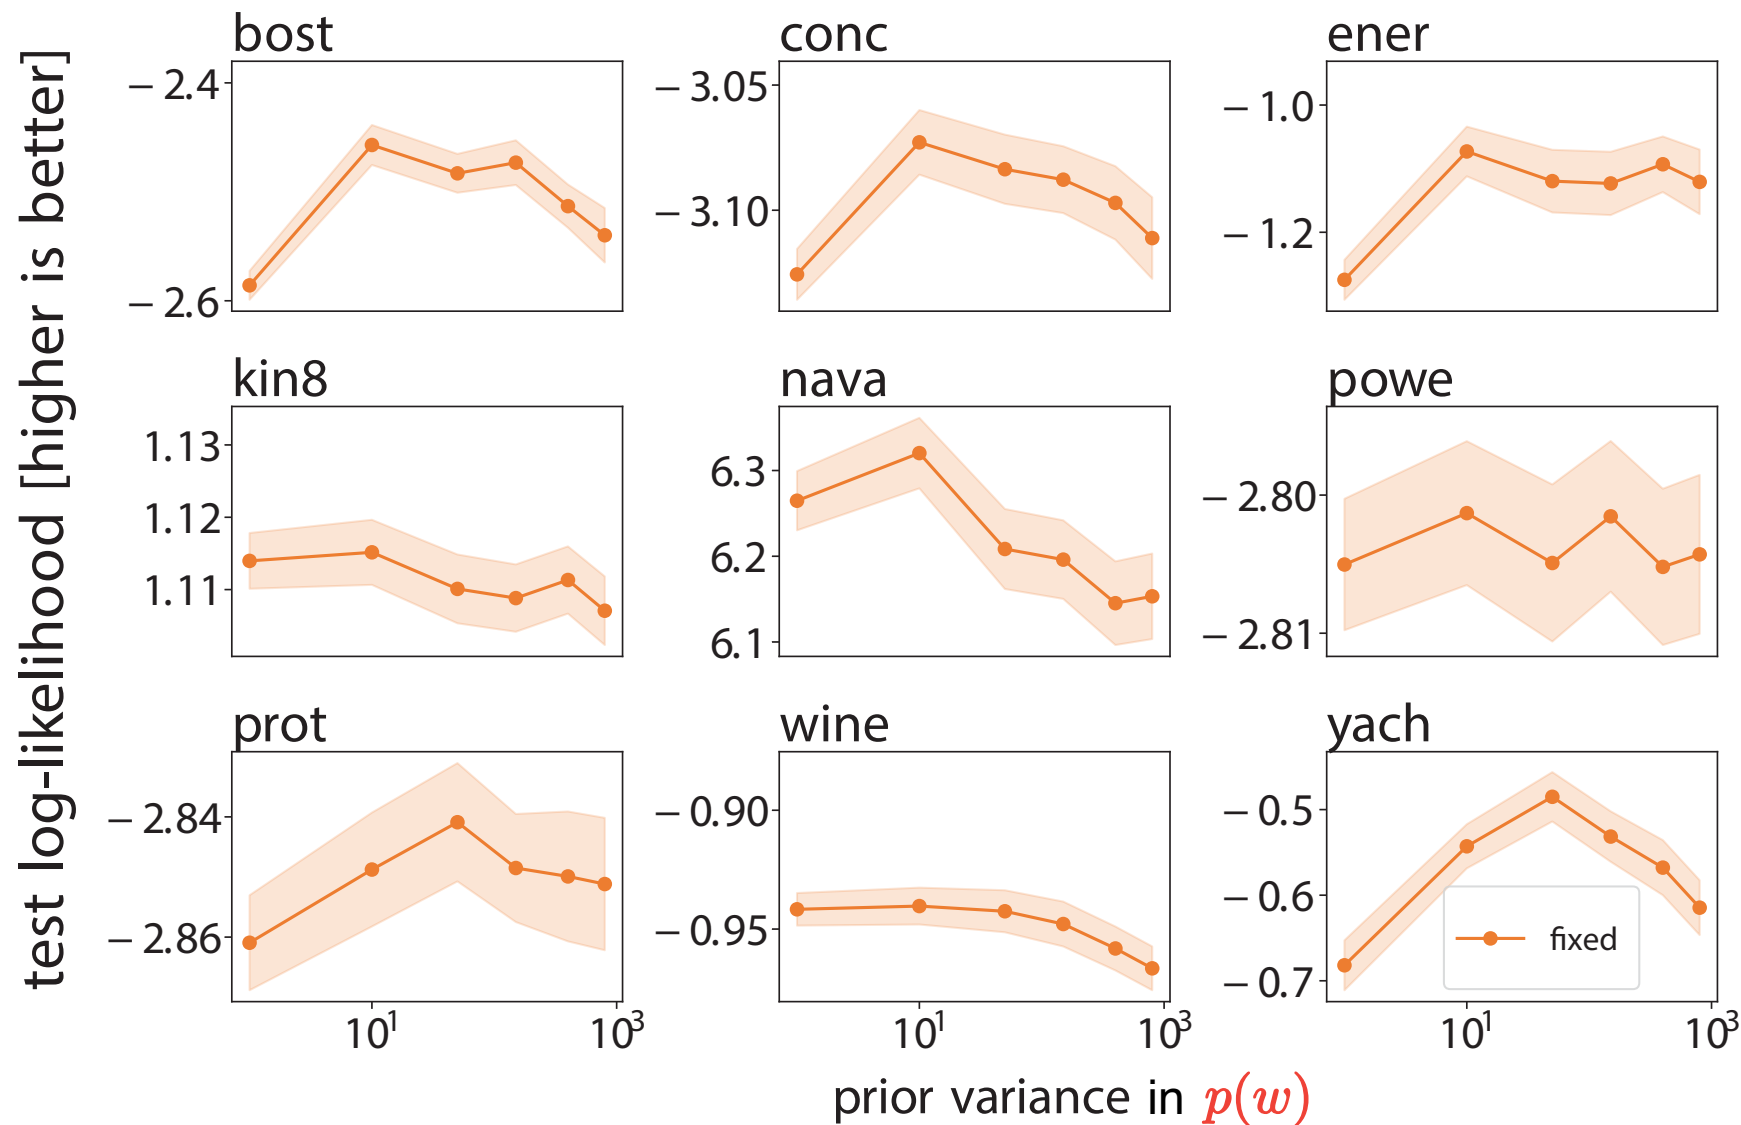 test log-likelihood [higher is better]
bost
− 2.4
− 2.6
conc
− 3.05
− 3.10
ener
− 1.0
− 1.2
kin8
1.13
1.12
1.11
nava
6.3
6.2
6.1
powe
− 2.80
− 2.81
prot
− 2.84
− 2.86
10¹ 10³
wine
− 0.90
− 0.95
10¹ 10³
yach
− 0.5
− 0.6
− 0.7
fixed
10¹ 10³
prior variance in p(w)